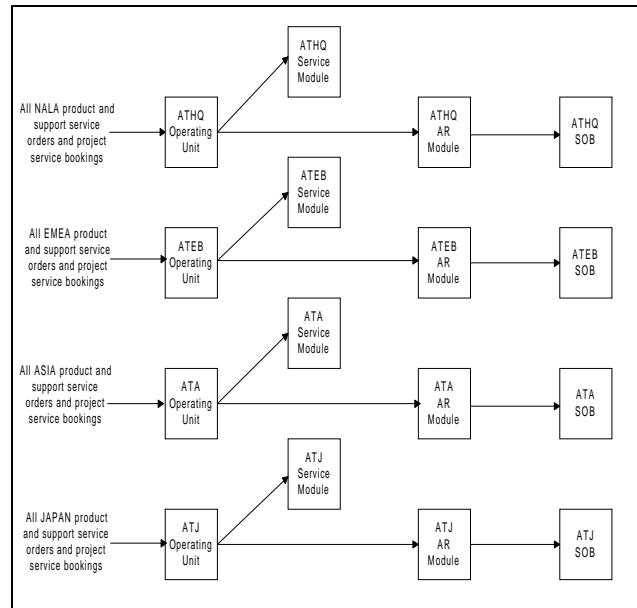 ATHQ
Service
Module
All NALA product and
support service
orders and project
service bookings
ATHQ
Operating
Unit
ATHQ
AR
Module
ATHQ
SOB
ATEB
Service
Module
All EMEA product
and support service
orders and project
service bookings
ATEB
Operating
Unit
ATEB
AR
Module
ATEB
SOB
ATA
Service
Module
All ASIA product and
support service
orders and project
service bookings
ATA
Operating
Unit
ATA
AR
Module
ATA
SOB
ATJ
Service
Module
All JAPAN product
and support service
orders and project
service bookings
ATJ
Operating
Unit
ATJ
AR
Module
ATJ
SOB